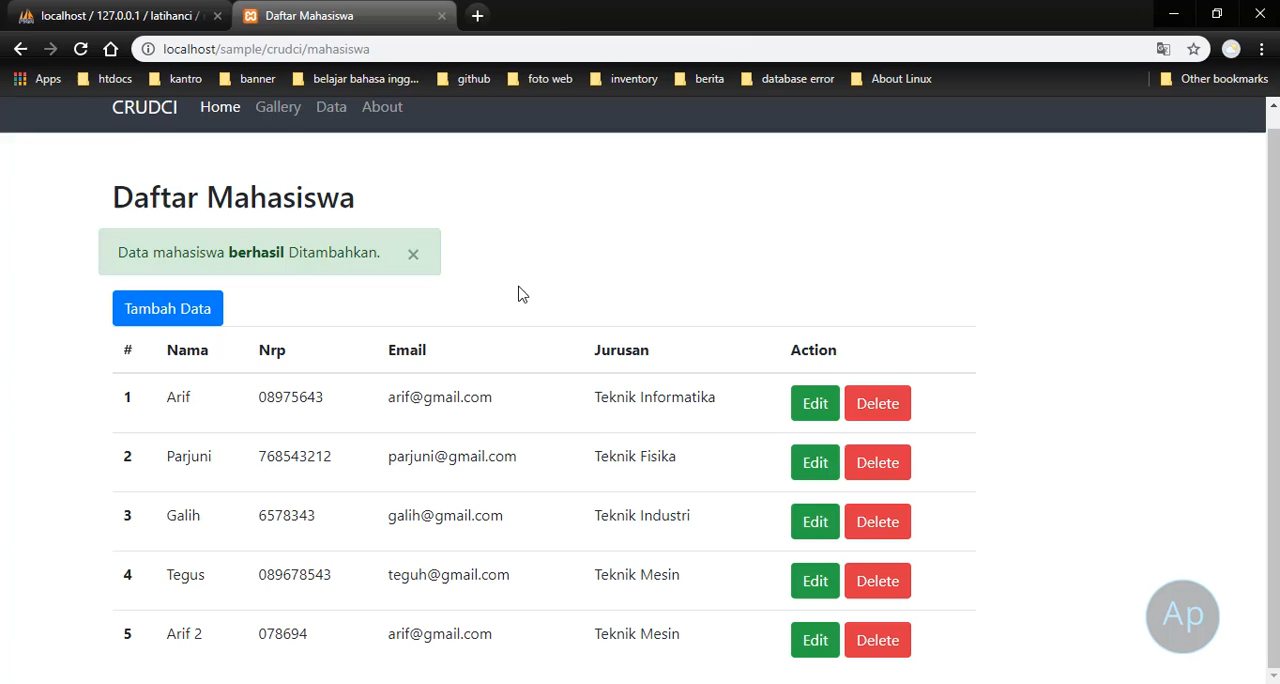 localhost / 127.0.0.1 / latihanci /
Daftar Mahasiswa
localhost/sample/crudci/mahasiswa
Apps htdocs kantro banner belajar bahasa ingg... github foto web inventory berita database error About Linux Other bookmarks
CRUDCI Home Gallery Data About
Daftar Mahasiswa
Data mahasiswa berhasil Ditambahkan. ×
Tambah Data
# Nama Nrp Email Jurusan Action
1 Arif 08975643 arif@gmail.com Teknik Informatika Edit Delete
2 Parjuni 768543212 parjuni@gmail.com Teknik Fisika Edit Delete
3 Galih 6578343 galih@gmail.com Teknik Industri Edit Delete
4 Tegus 089678543 teguh@gmail.com Teknik Mesin Edit Delete
5 Arif 2 078694 arif@gmail.com Teknik Mesin Edit Delete
Ap